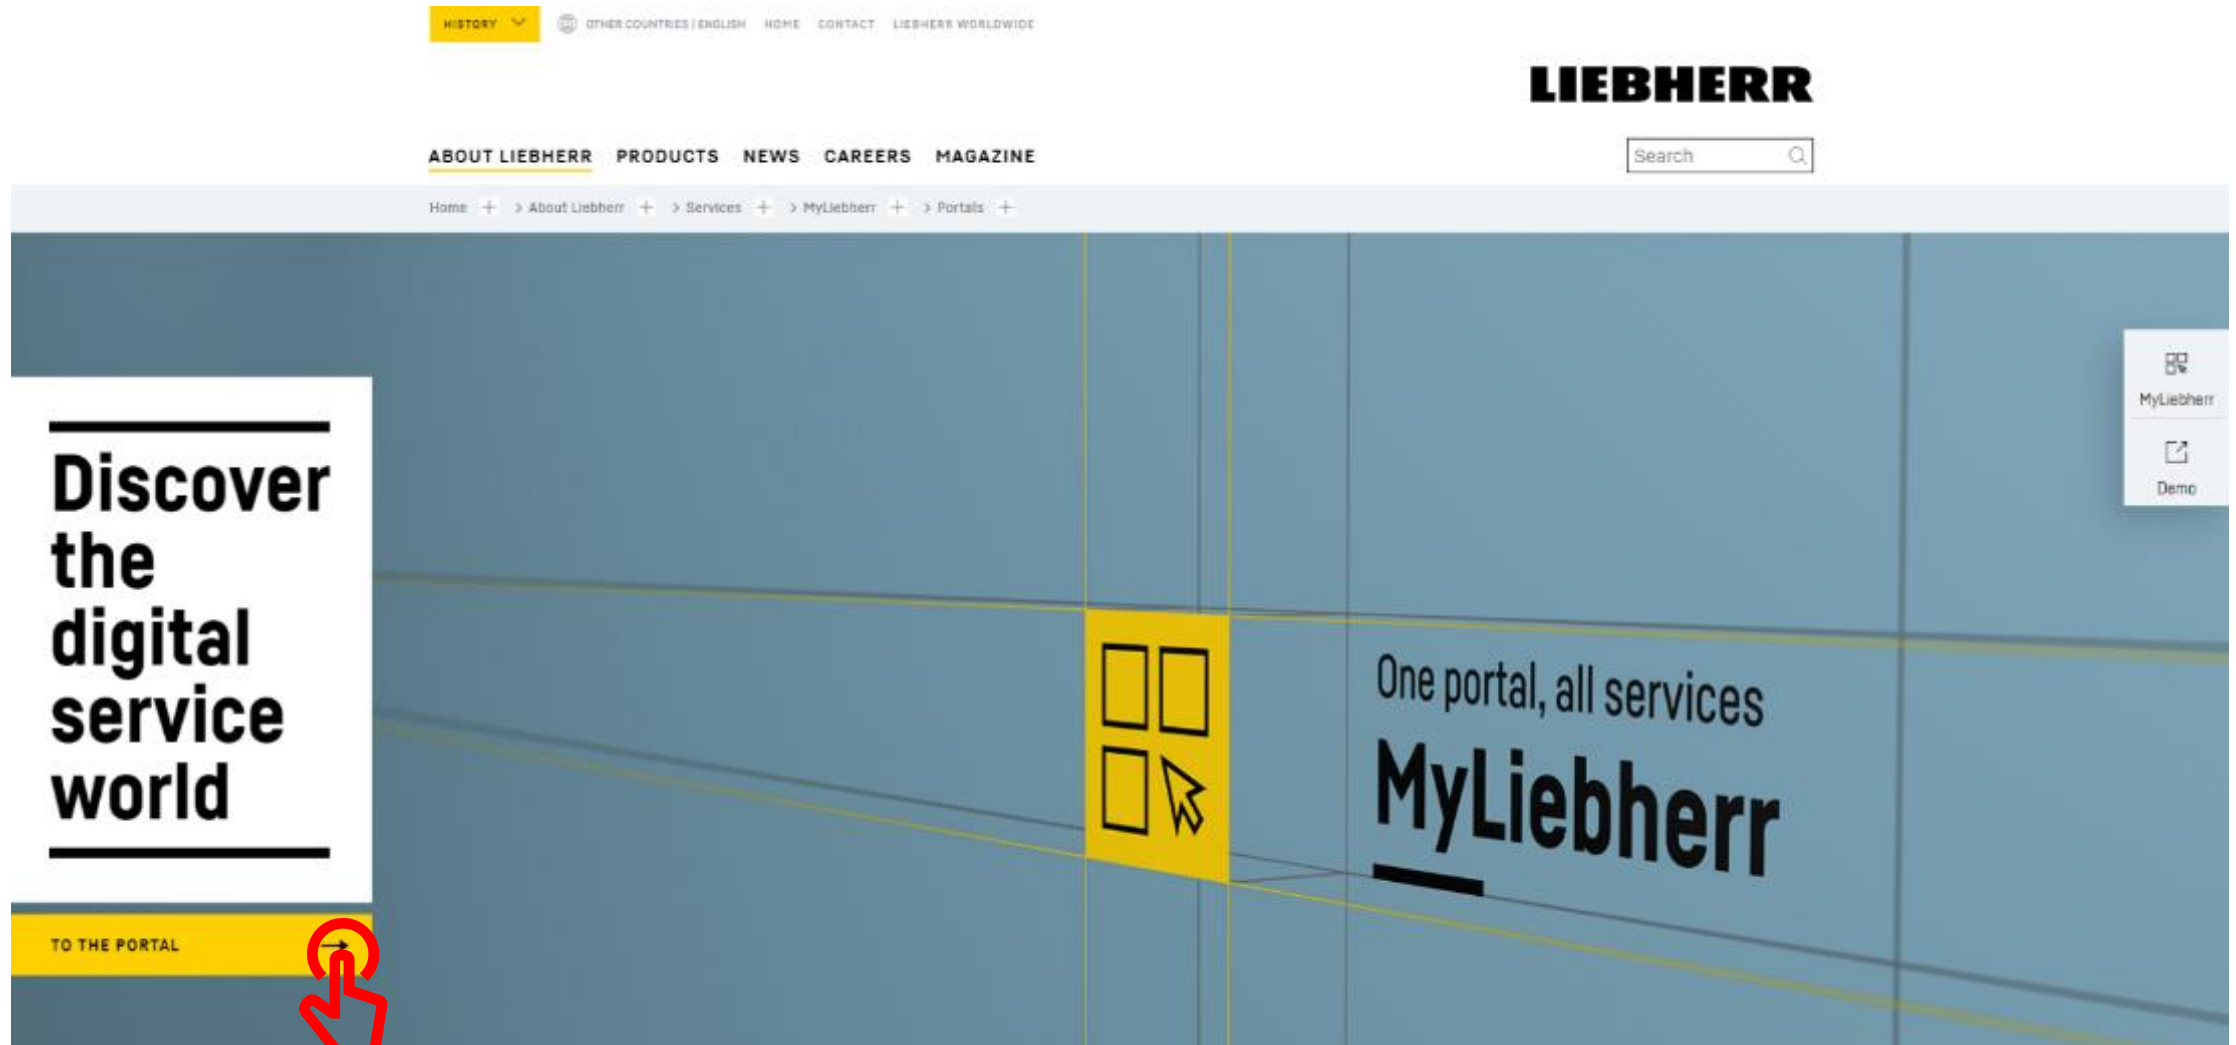 HISTORY
OTHER COUNTRIES | ENGLISH HOME CONTACT LIEBHERR WORLDWIDE
LIEBHERR
ABOUT LIEBHERR PRODUCTS NEWS CAREERS MAGAZINE
Search
Home + > About Liebherr + > Services + > MyLiebherr + > Portals +
MyLiebherr
Demo
Discover
the
digital
service
world
One portal, all services
MyLiebherr
TO THE PORTAL